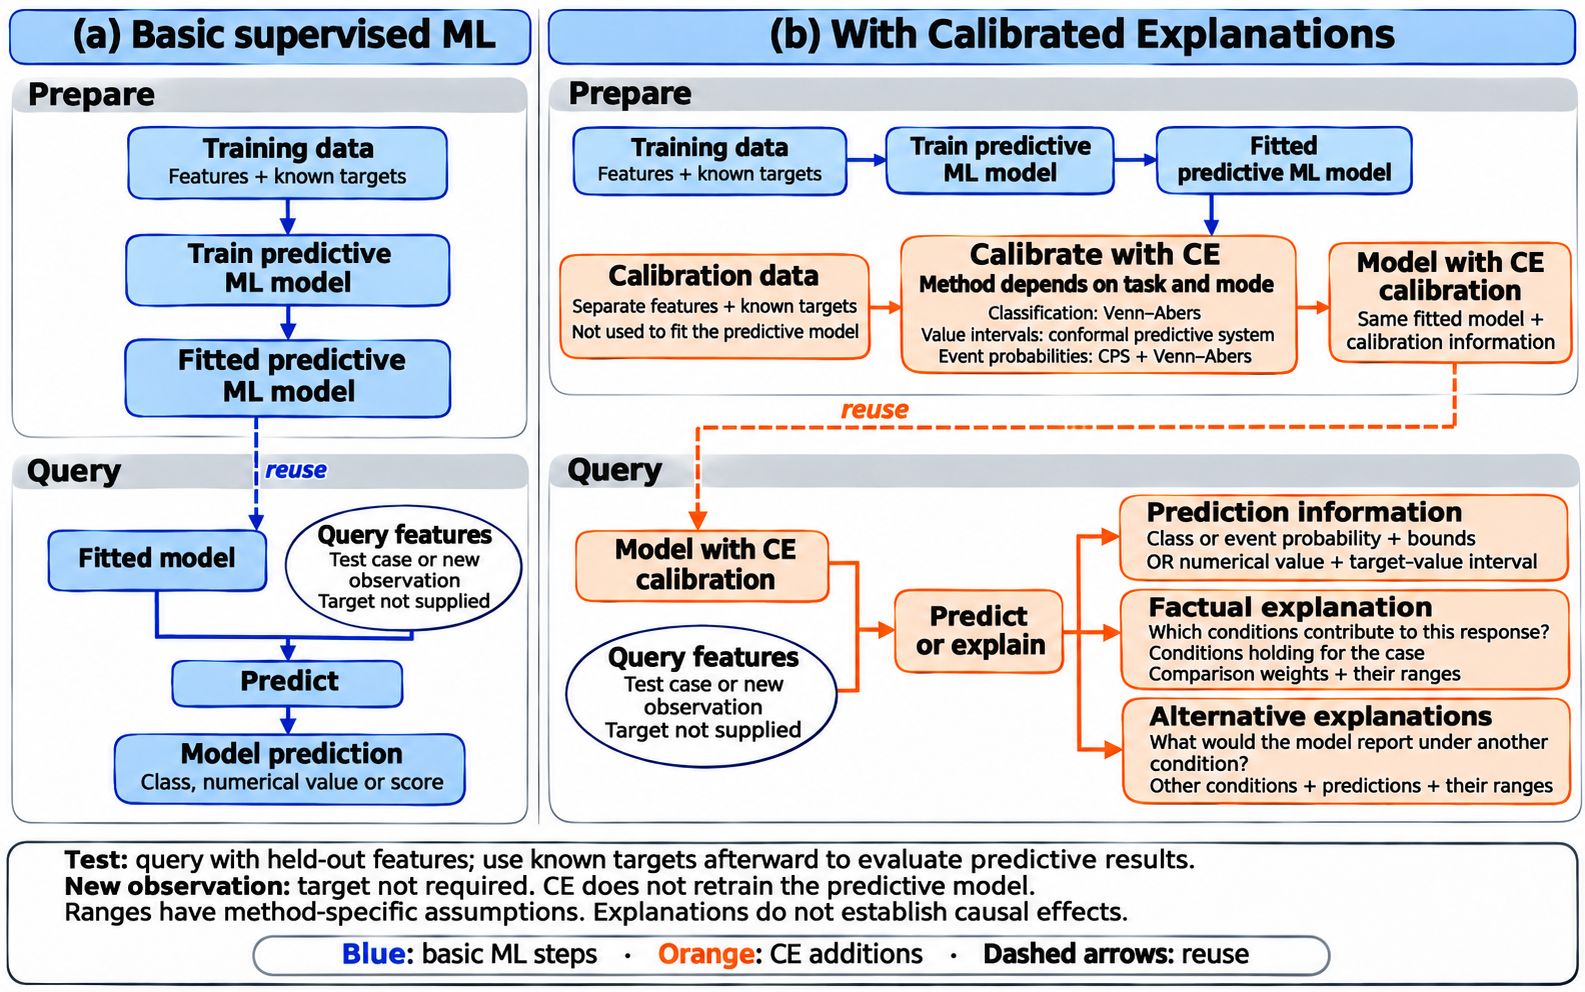 (a) Basic supervised ML
Prepare
Training data
Features + known targets
Train predictive
ML model
Fitted predictive
ML model
reuse
Query
Fitted model
Query features
Test case or new
observation
Target not supplied
Predict
Model prediction
Class, numerical value or score
(b) With Calibrated Explanations
Prepare
Training data
Features + known targets
Train predictive
ML model
Fitted
predictive ML model
Calibration data
Separate features + known targets
Not used to fit the predictive model
Calibrate with CE
Method depends on task and mode
Classification: Venn–Abers
Value intervals: conformal predictive system
Event probabilities: CPS + Venn–Abers
Model with CE
calibration
Same fitted model +
calibration information
reuse
Query
Model with CE
calibration
Query features
Test case or new
observation
Target not supplied
Predict
or explain
Prediction information
Class or event probability + bounds
OR numerical value + target-value interval
Factual explanation
Which conditions contribute to this response?
Conditions holding for the case
Comparison weights + their ranges
Alternative explanations
What would the model report under another
condition?
Other conditions + predictions + their ranges
Test: query with held-out features; use known targets afterward to evaluate predictive results.
New observation: target not required. CE does not retrain the predictive model.
Ranges have method-specific assumptions. Explanations do not establish causal effects.
Blue: basic ML steps · Orange: CE additions · Dashed arrows: reuse